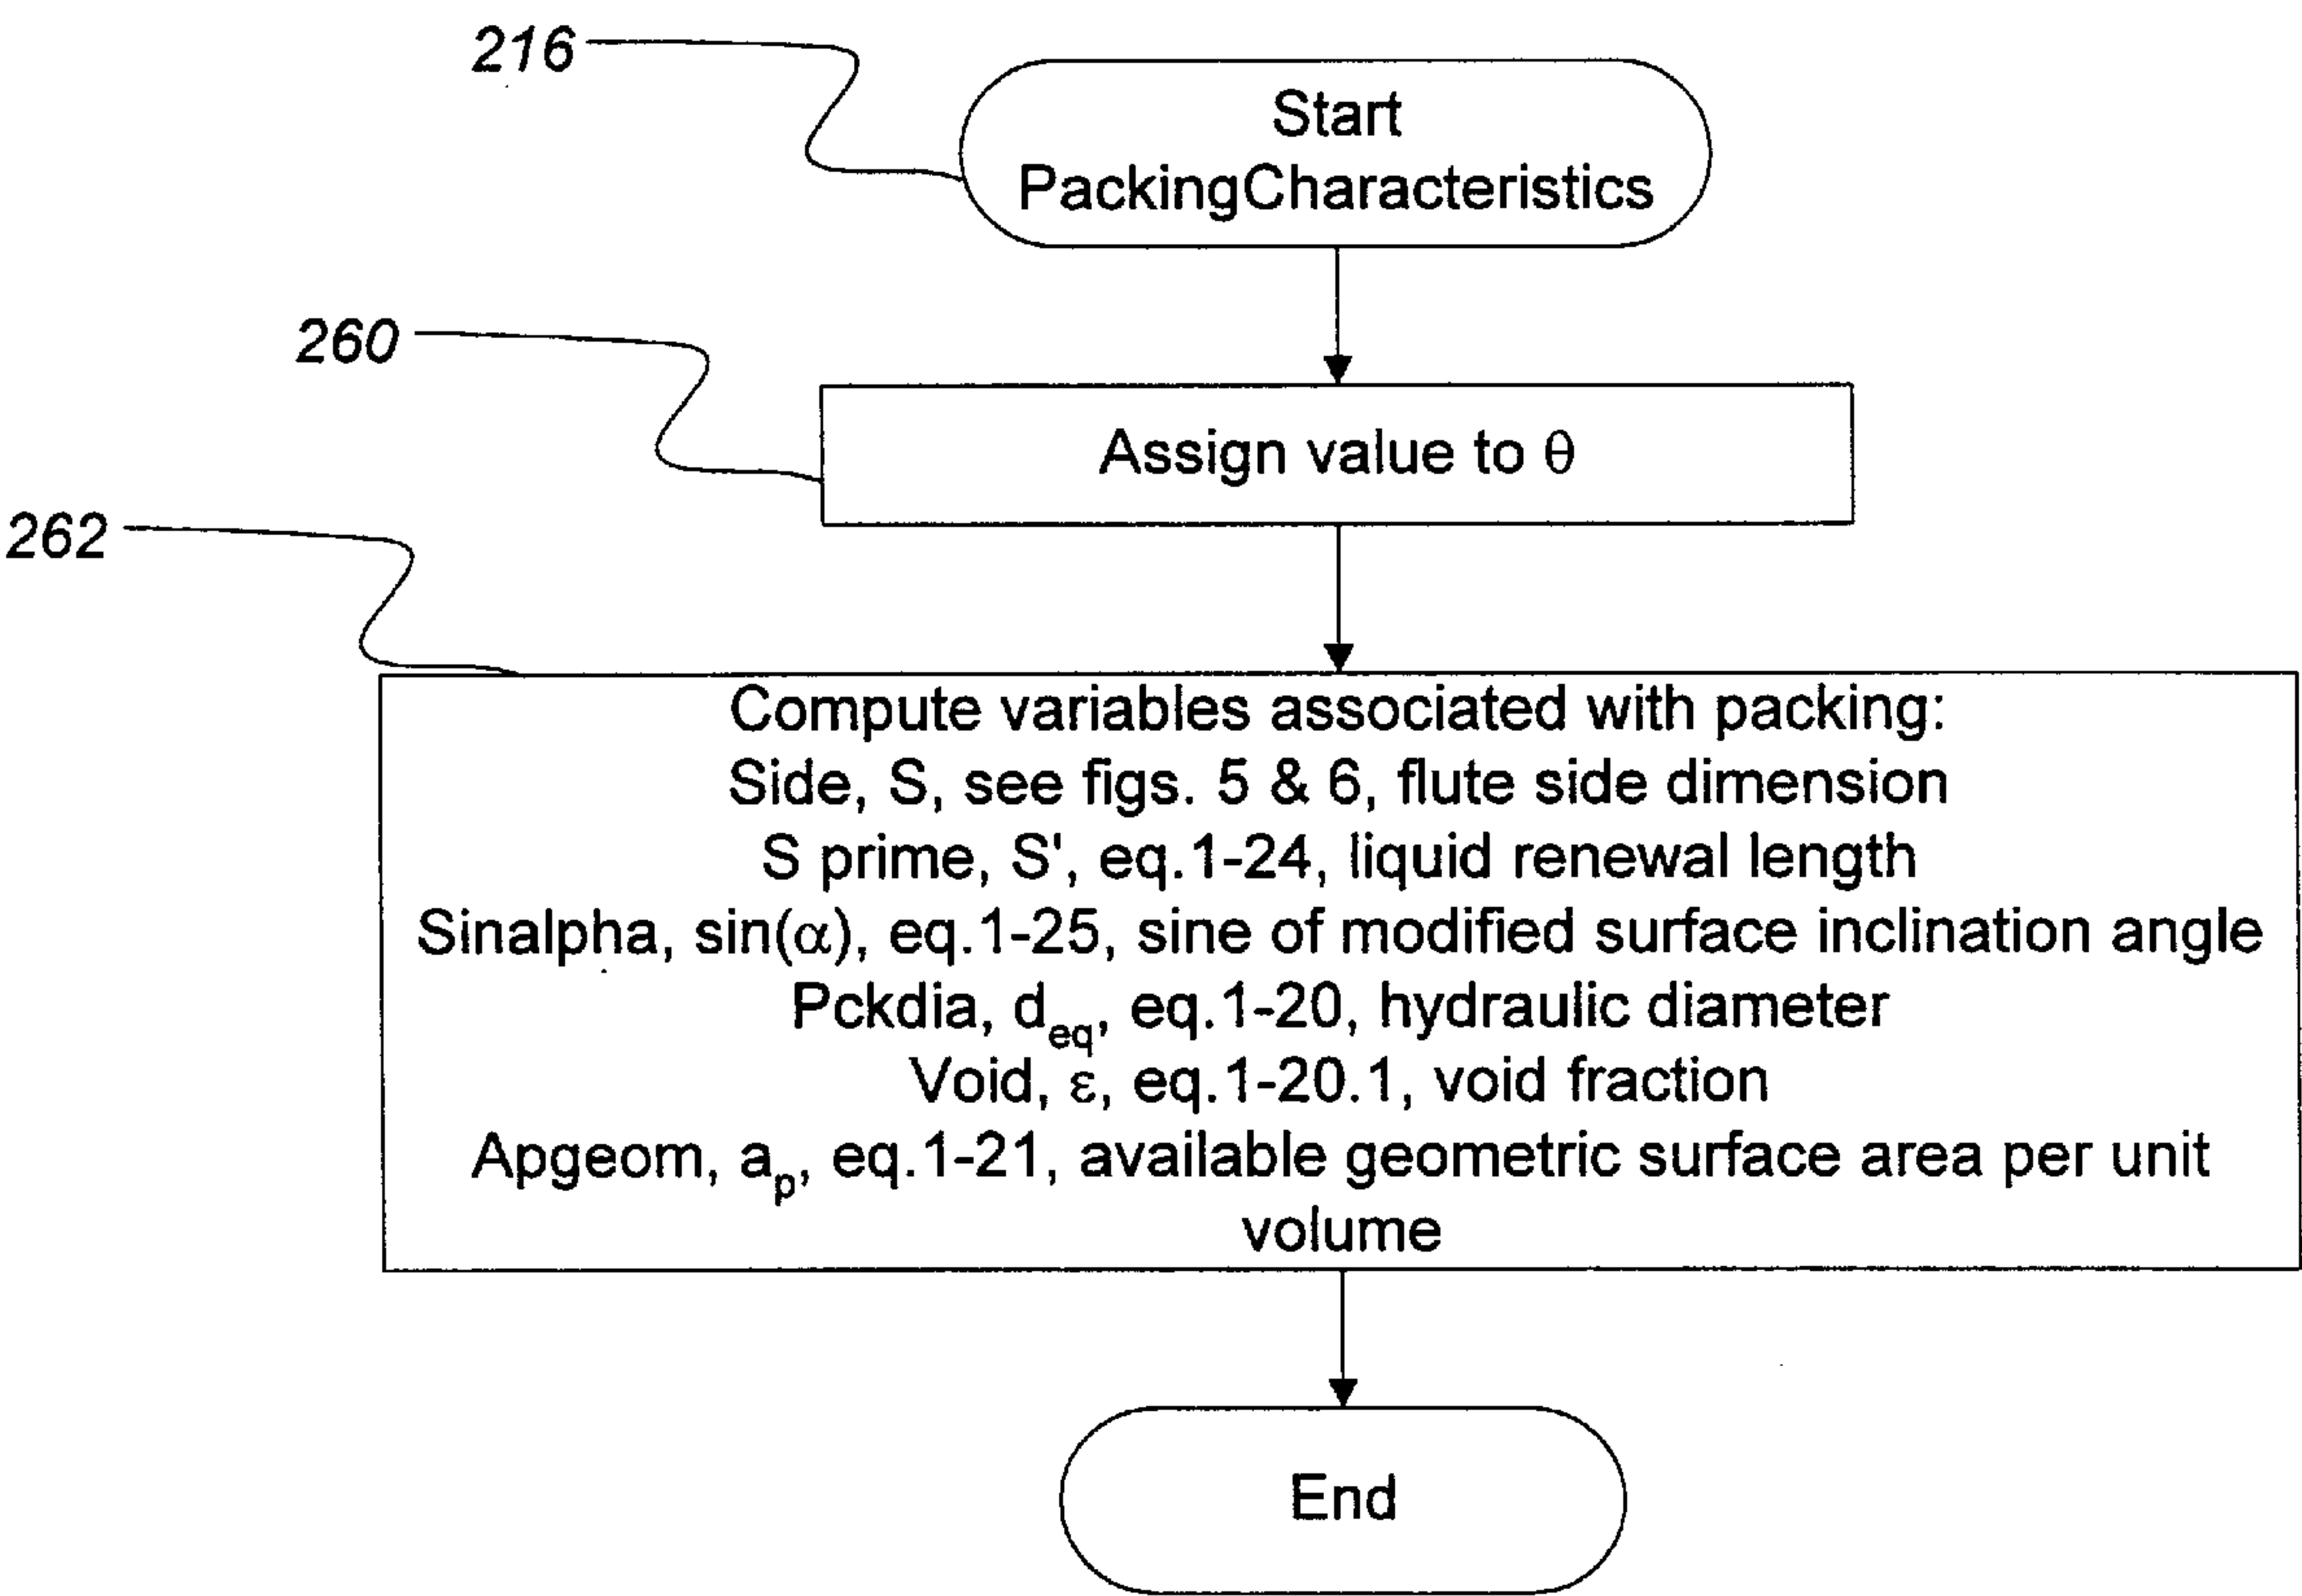 216
Start
PackingCharacteristics
260
Assign value to θ
262
Compute variables associated with packing:
Side, S, see figs. 5 & 6, flute side dimension
S prime, S', eq.1-24, liquid renewal length
Sinalpha, sin(α), eq.1-25, sine of modified surface inclination angle
Pckdia, d_eq, eq.1-20, hydraulic diameter
Void, ε, eq.1-20.1, void fraction
Apgeom, a_p, eq.1-21, available geometric surface area per unit
volume
End